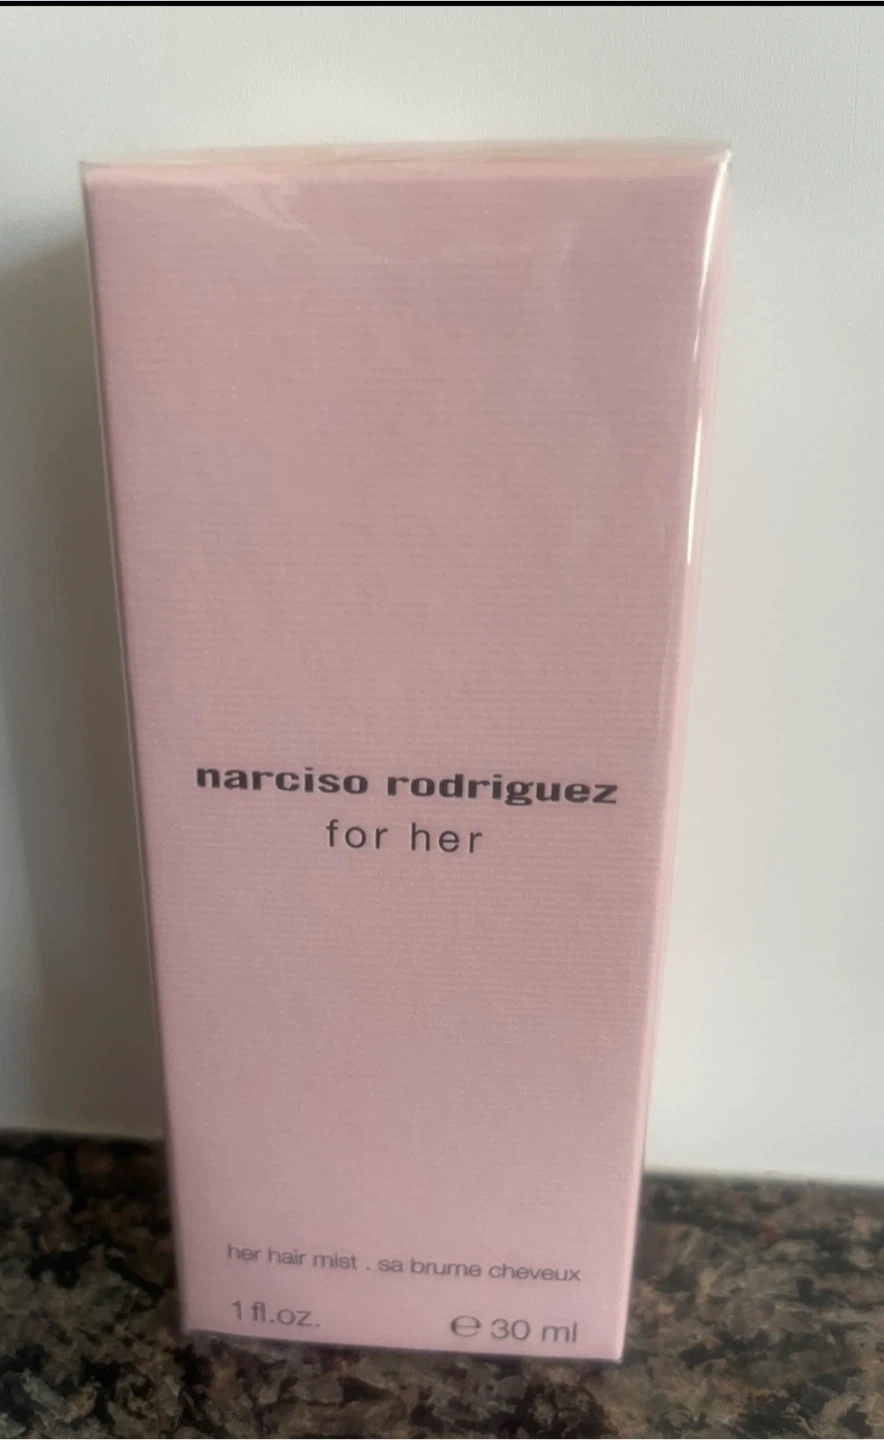 narciso rodriguez
for her
her hair mist . sa brume cheveux
1 fl.oz. ℮ 30 ml